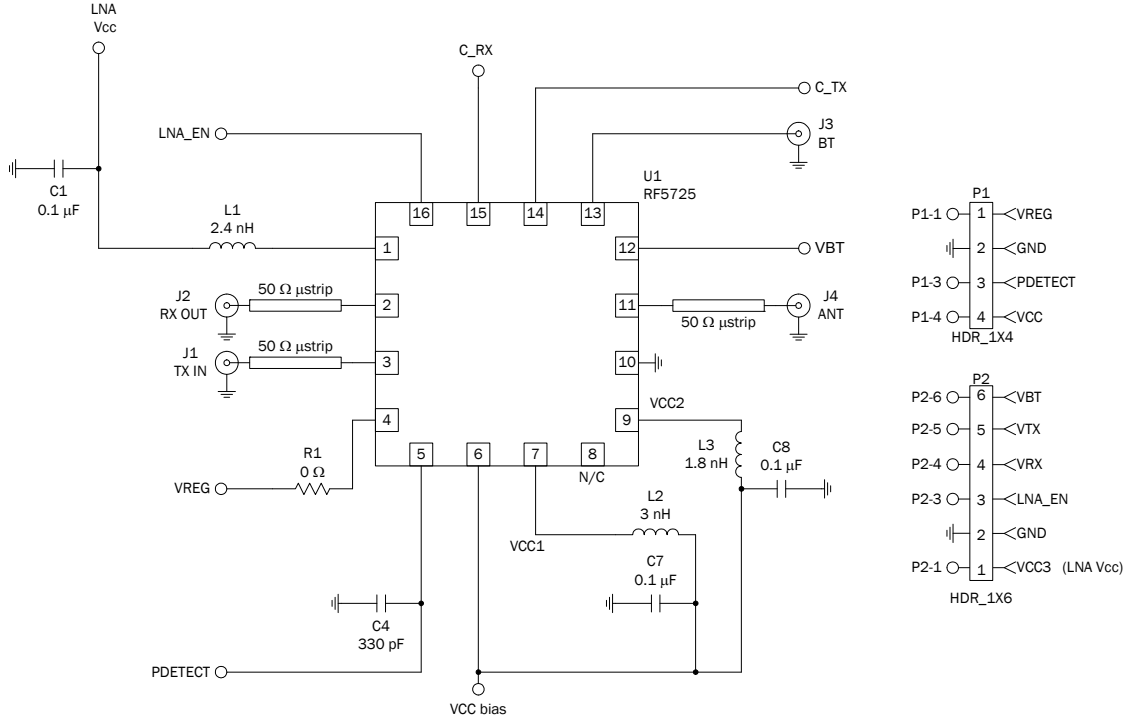 LNA
Vcc
C_RX
C_TX
LNA_EN
J3
BT
C1
0.1 µF
U1
RF5725
L1
2.4 nH
16
15
14
13
1
12
VBT
J2
RX OUT
50 Ω µstrip
2
11
50 Ω µstrip
J4
ANT
J1
TX IN
50 Ω µstrip
3
10
4
9
VCC2
R1
0 Ω
VREG
5
6
7
8
N/C
L3
1.8 nH
C8
0.1 µF
L2
3 nH
VCC1
C7
0.1 µF
C4
330 pF
PDETECT
VCC bias
P1
P1-1
1
VREG
2
GND
P1-3
3
PDETECT
P1-4
4
VCC
HDR_1X4
P2
P2-6
6
VBT
P2-5
5
VTX
P2-4
4
VRX
P2-3
3
LNA_EN
2
GND
P2-1
1
VCC3 (LNA Vcc)
HDR_1X6